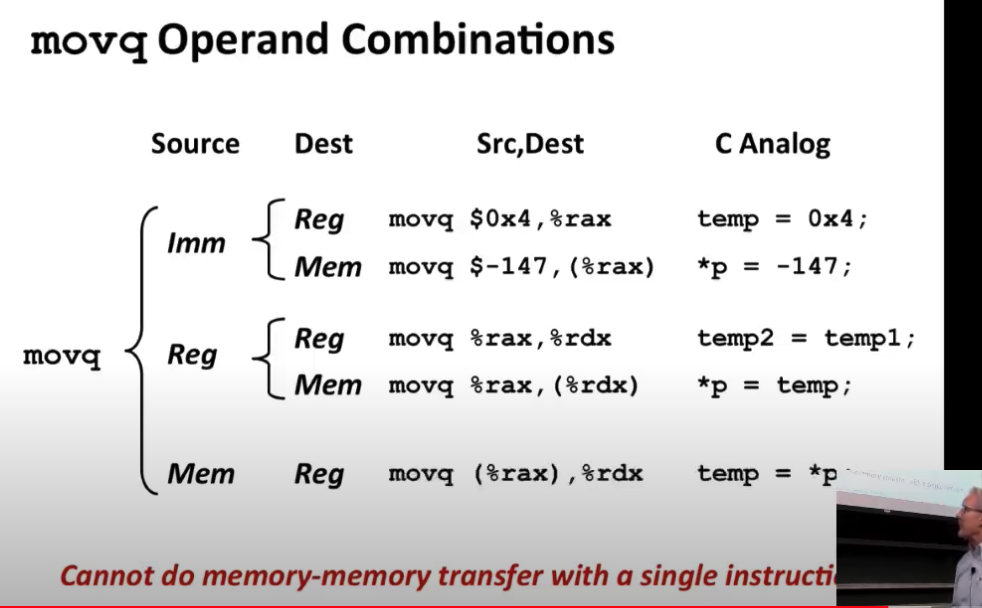 movq Operand Combinations
Source Dest Src,Dest C Analog
Imm
Reg movq $0x4,%rax temp = 0x4;
Mem movq $-147,(%rax) *p = -147;
movq
Reg
Reg movq %rax,%rdx temp2 = temp1;
Mem movq %rax,(%rdx) *p = temp;
Mem Reg movq (%rax),%rdx temp = *p
Cannot do memory-memory transfer with a single instructi